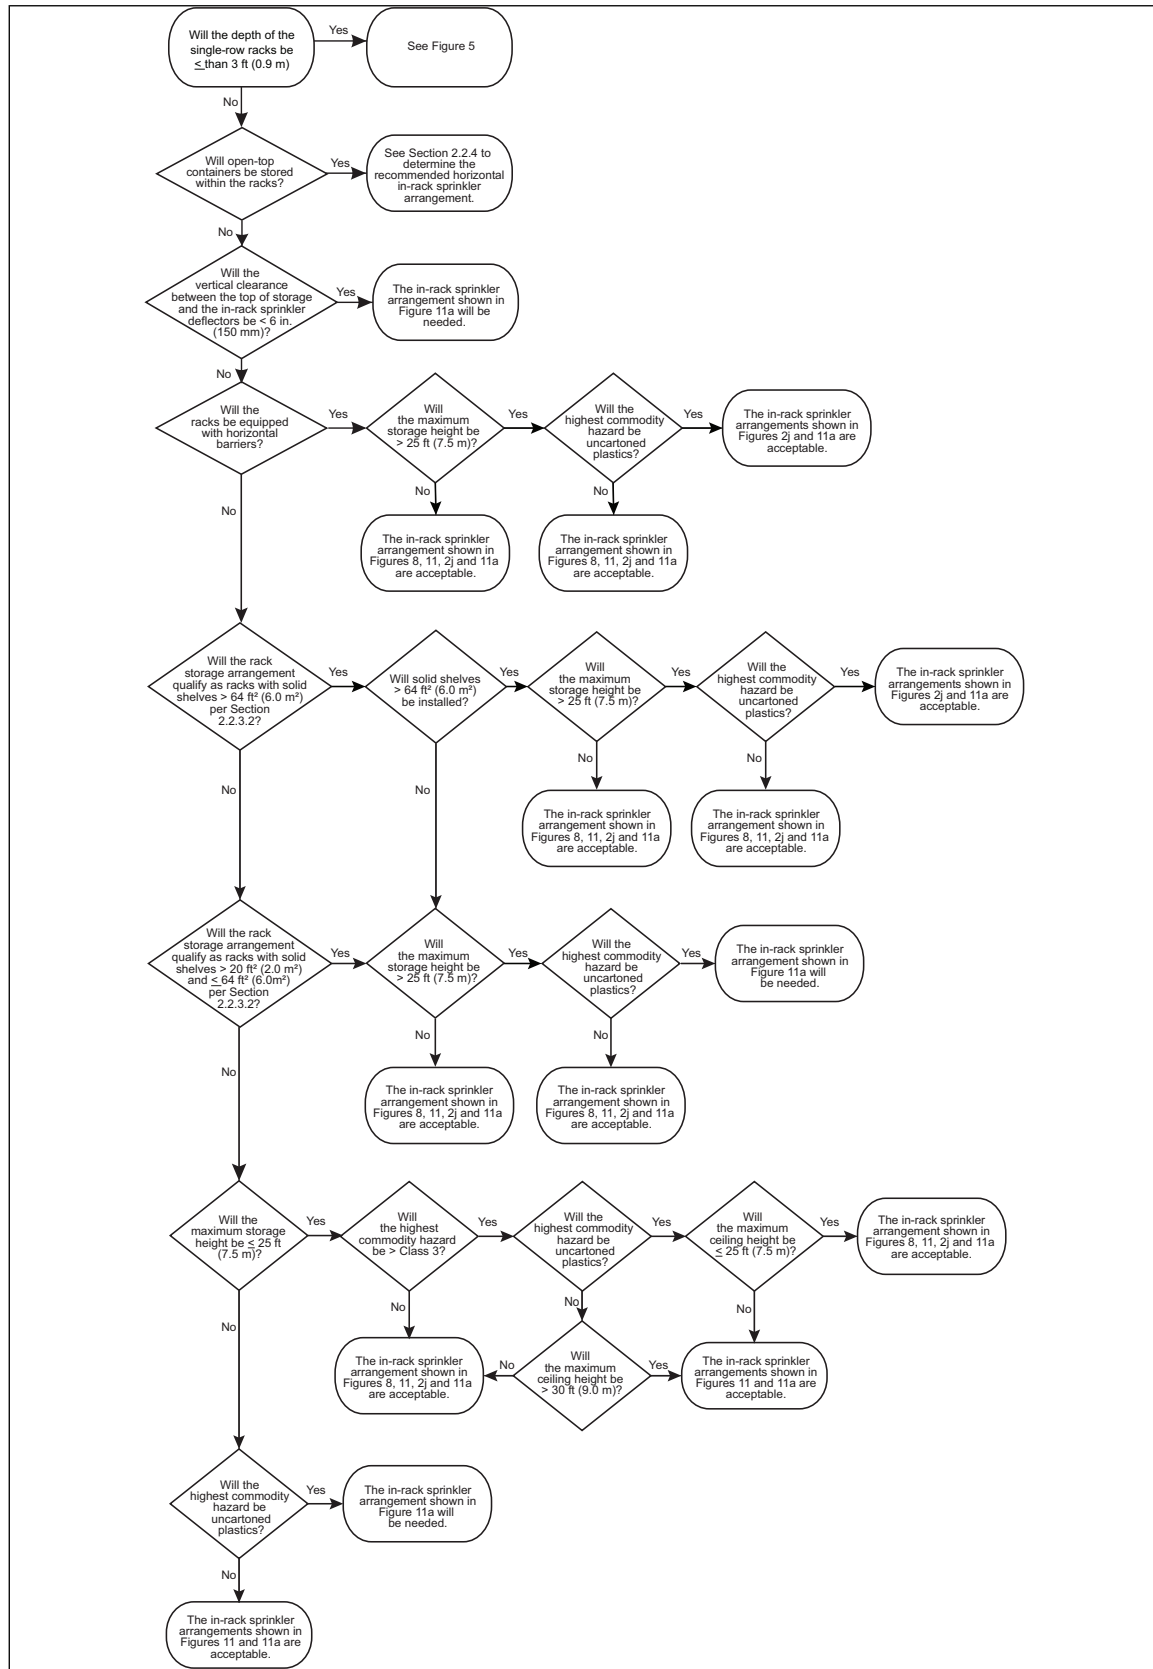 Will the depth of the
single-row racks be
≤ than 3 ft (0.9 m)
Yes
See Figure 5
No
Will open-top
containers be stored
within the racks?
Yes
See Section 2.2.4 to
determine the
recommended horizontal
in-rack sprinkler
arrangement.
No
Will the
vertical clearance
between the top of storage
and the in-rack sprinkler
deflectors be < 6 in.
(150 mm)?
Yes
The in-rack sprinkler
arrangement shown in
Figure 11a will be
needed.
No
Will the
racks be equipped
with horizontal
barriers?
Yes
Will
the maximum
storage height be
> 25 ft (7.5 m)?
Yes
Will the
highest commodity
hazard be
uncartoned
plastics?
Yes
The in-rack sprinkler
arrangements shown in
Figures 2j and 11a are
acceptable.
No
No
No
The in-rack sprinkler
arrangement shown in
Figures 8, 11, 2j and 11a
are acceptable.
The in-rack sprinkler
arrangement shown in
Figures 8, 11, 2j and 11a
are acceptable.
Will the rack
storage arrangement
qualify as racks with solid
shelves > 64 ft² (6.0 m²)
per Section
2.2.3.2?
Yes
Will solid shelves
> 64 ft² (6.0 m²)
be installed?
Yes
Will
the maximum
storage height be
> 25 ft (7.5 m)?
Yes
Will the
highest commodity
hazard be
uncartoned
plastics?
Yes
The in-rack sprinkler
arrangements shown in
Figures 2j and 11a are
acceptable.
No
No
No
No
The in-rack sprinkler
arrangement shown in
Figures 8, 11, 2j and 11a
are acceptable.
The in-rack sprinkler
arrangement shown in
Figures 8, 11, 2j and 11a
are acceptable.
Will the rack
storage arrangement
qualify as racks with solid
shelves > 20 ft² (2.0 m²)
and ≤ 64 ft² (6.0m²)
per Section
2.2.3.2?
Yes
Will
the maximum
storage height be
> 25 ft (7.5 m)?
Yes
Will the
highest commodity
hazard be
uncartoned
plastics?
Yes
The in-rack sprinkler
arrangement shown in
Figure 11a will
be needed.
No
No
No
The in-rack sprinkler
arrangement shown in
Figures 8, 11, 2j and 11a
are acceptable.
The in-rack sprinkler
arrangement shown in
Figures 8, 11, 2j and 11a
are acceptable.
Will the
maximum storage
height be ≤ 25 ft
(7.5 m)?
Yes
Will
the highest
commodity hazard
be > Class 3?
Yes
Will the
highest commodity
hazard be
uncartoned
plastics?
Yes
Will
the maximum
ceiling height be
≤ 25 ft (7.5 m)?
Yes
The in-rack sprinkler
arrangement shown in
Figures 8, 11, 2j and 11a
are acceptable.
No
No
No
No
The in-rack sprinkler
arrangement shown in
Figures 8, 11, 2j and 11a
are acceptable.
No
Will
the maximum
ceiling height be
> 30 ft (9.0 m)?
Yes
The in-rack sprinkler
arrangements shown in
Figures 11 and 11a are
acceptable.
Will the
highest commodity
hazard be
uncartoned
plastics?
Yes
The in-rack sprinkler
arrangement shown in
Figure 11a will
be needed.
No
The in-rack sprinkler
arrangements shown in
Figures 11 and 11a are
acceptable.